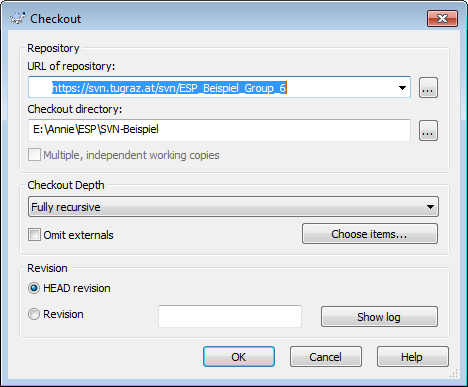 Checkout
Repository
URL of repository:
https://svn.tugraz.at/svn/ESP_Beispiel_Group_6
...
Checkout directory:
E:\Annie\ESP\SVN-Beispiel
...
Multiple, independent working copies
Checkout Depth
Fully recursive
Omit externals
Choose items...
Revision
HEAD revision
Revision
Show log
OK
Cancel
Help